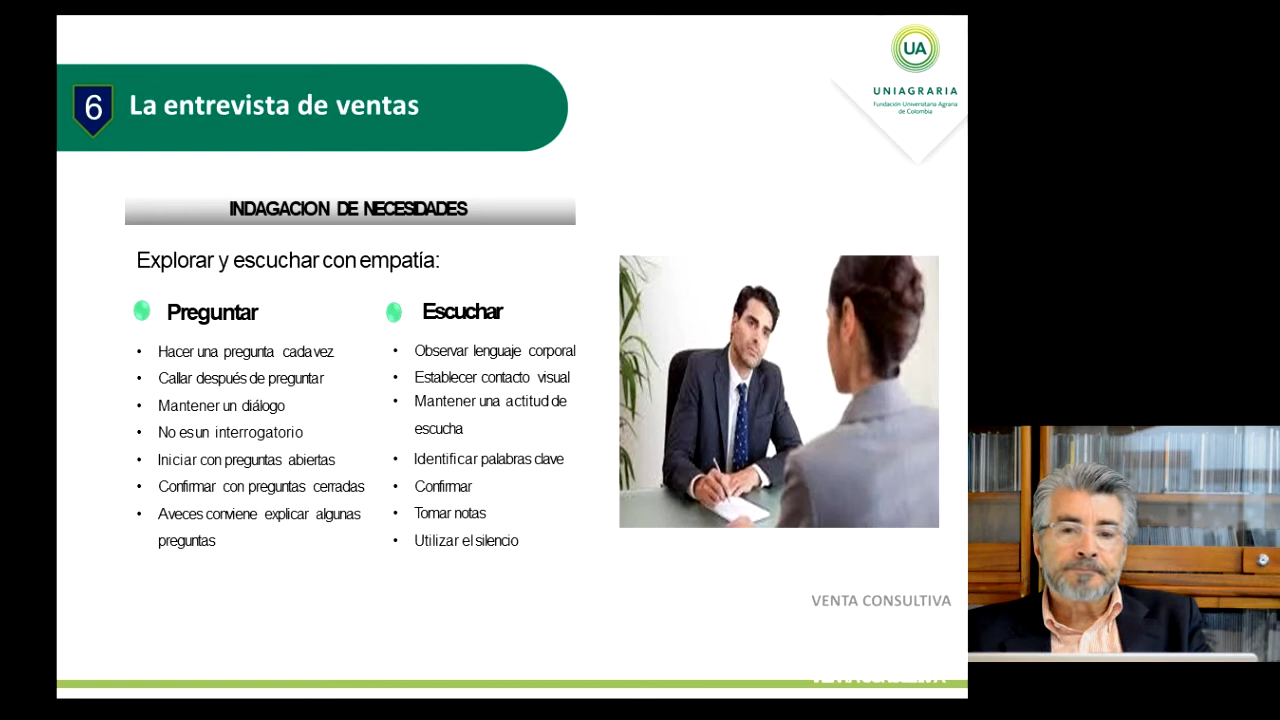 6
La entrevista de ventas
UA
UNIAGRARIA
Fundación Universitaria Agraria
de Colombia
INDAGACION DE NECESIDADES
Explorar y escuchar con empatía:
Preguntar
• Hacer una pregunta cada vez
• Callar después de preguntar
• Mantener un diálogo
• No es un interrogatorio
• Iniciar con preguntas abiertas
• Confirmar con preguntas cerradas
• Aveces conviene explicar algunas
preguntas
Escuchar
• Observar lenguaje corporal
• Establecer contacto visual
• Mantener una actitud de
escucha
• Identificar palabras clave
• Confirmar
• Tomar notas
• Utilizar el silencio
VENTA CONSULTIVA